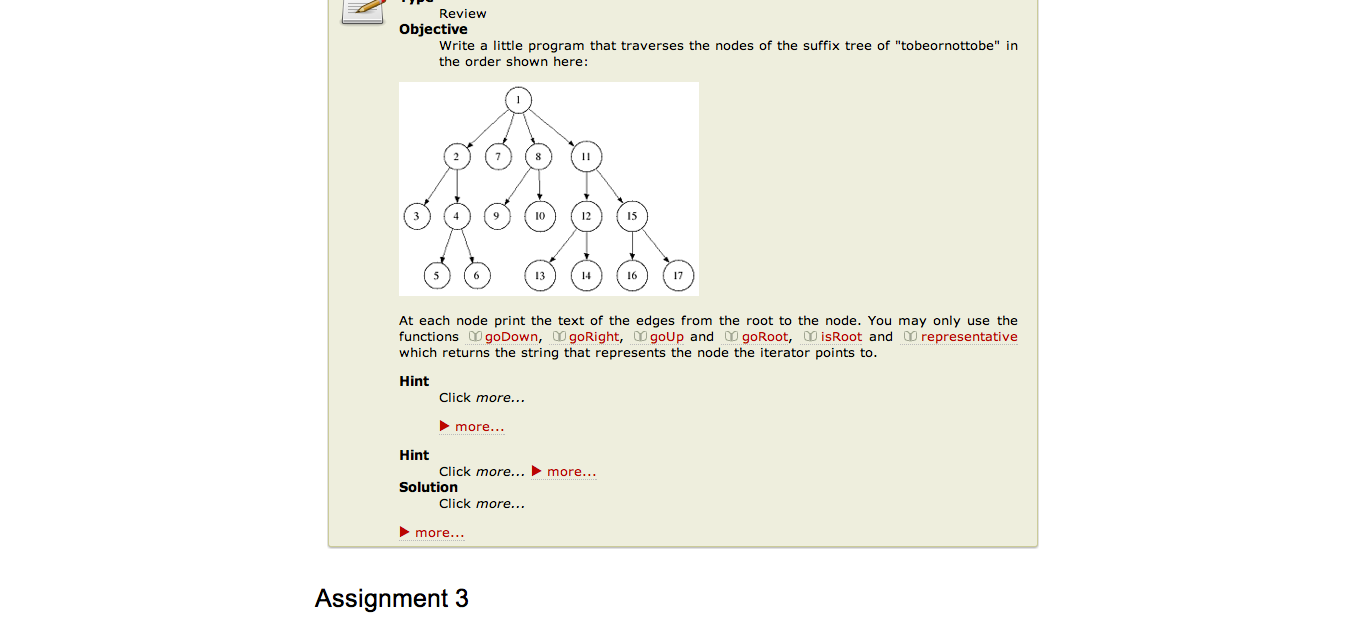 Type
Review
Objective
Write a little program that traverses the nodes of the suffix tree of "tobeornottobe" in
the order shown here:
1
2 7 8 11
3 4 9 10 12 15
5 6 13 14 16 17
At each node print the text of the edges from the root to the node. You may only use the
functions goDown, goRight, goUp and goRoot, isRoot and representative
which returns the string that represents the node the iterator points to.
Hint
Click more...
more...
Hint
Click more... more...
Solution
Click more...
more...
Assignment 3